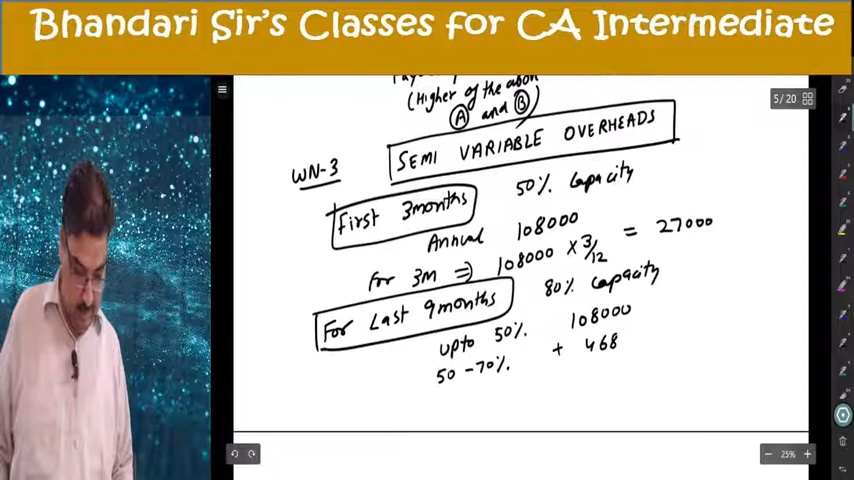 Bhandari Sir's Classes for CA Intermediate
(Higher of the above
A and B)
5/20
WN-3 SEMI VARIABLE OVERHEADS
First 3months 50% capacity
Annual 108000
For 3M ⇒ 108000 × 3/12 = 27000
For Last 9months 80% capacity
upto 50% 108000
50-70% + 468
25%